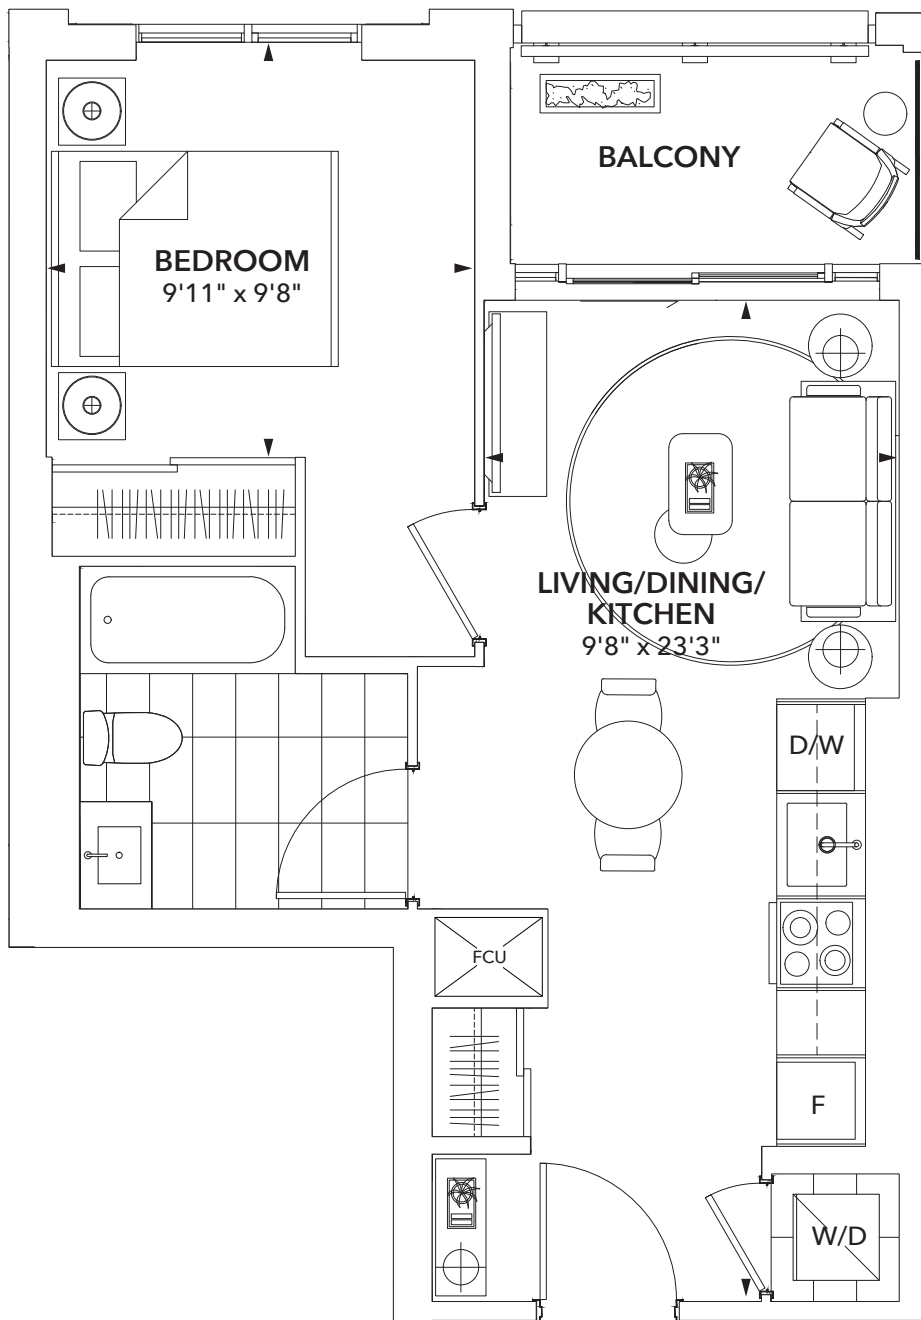 BALCONY
BEDROOM
9'11" x 9'8"
LIVING/DINING/
KITCHEN
9'8" x 23'3"
D/W
FCU
F
W/D